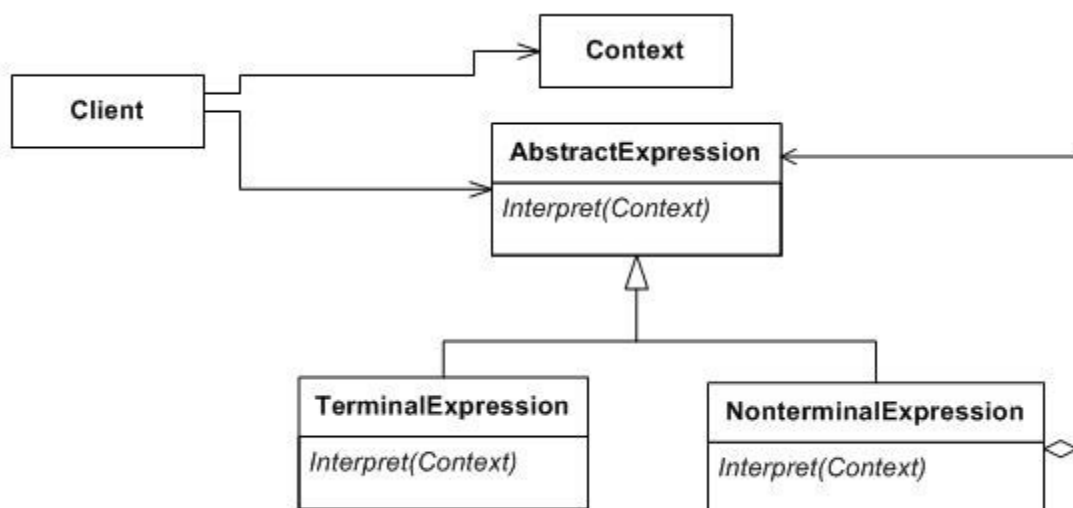 Context
Client
AbstractExpression
Interpret(Context)
TerminalExpression
Interpret(Context)
NonterminalExpression
Interpret(Context)